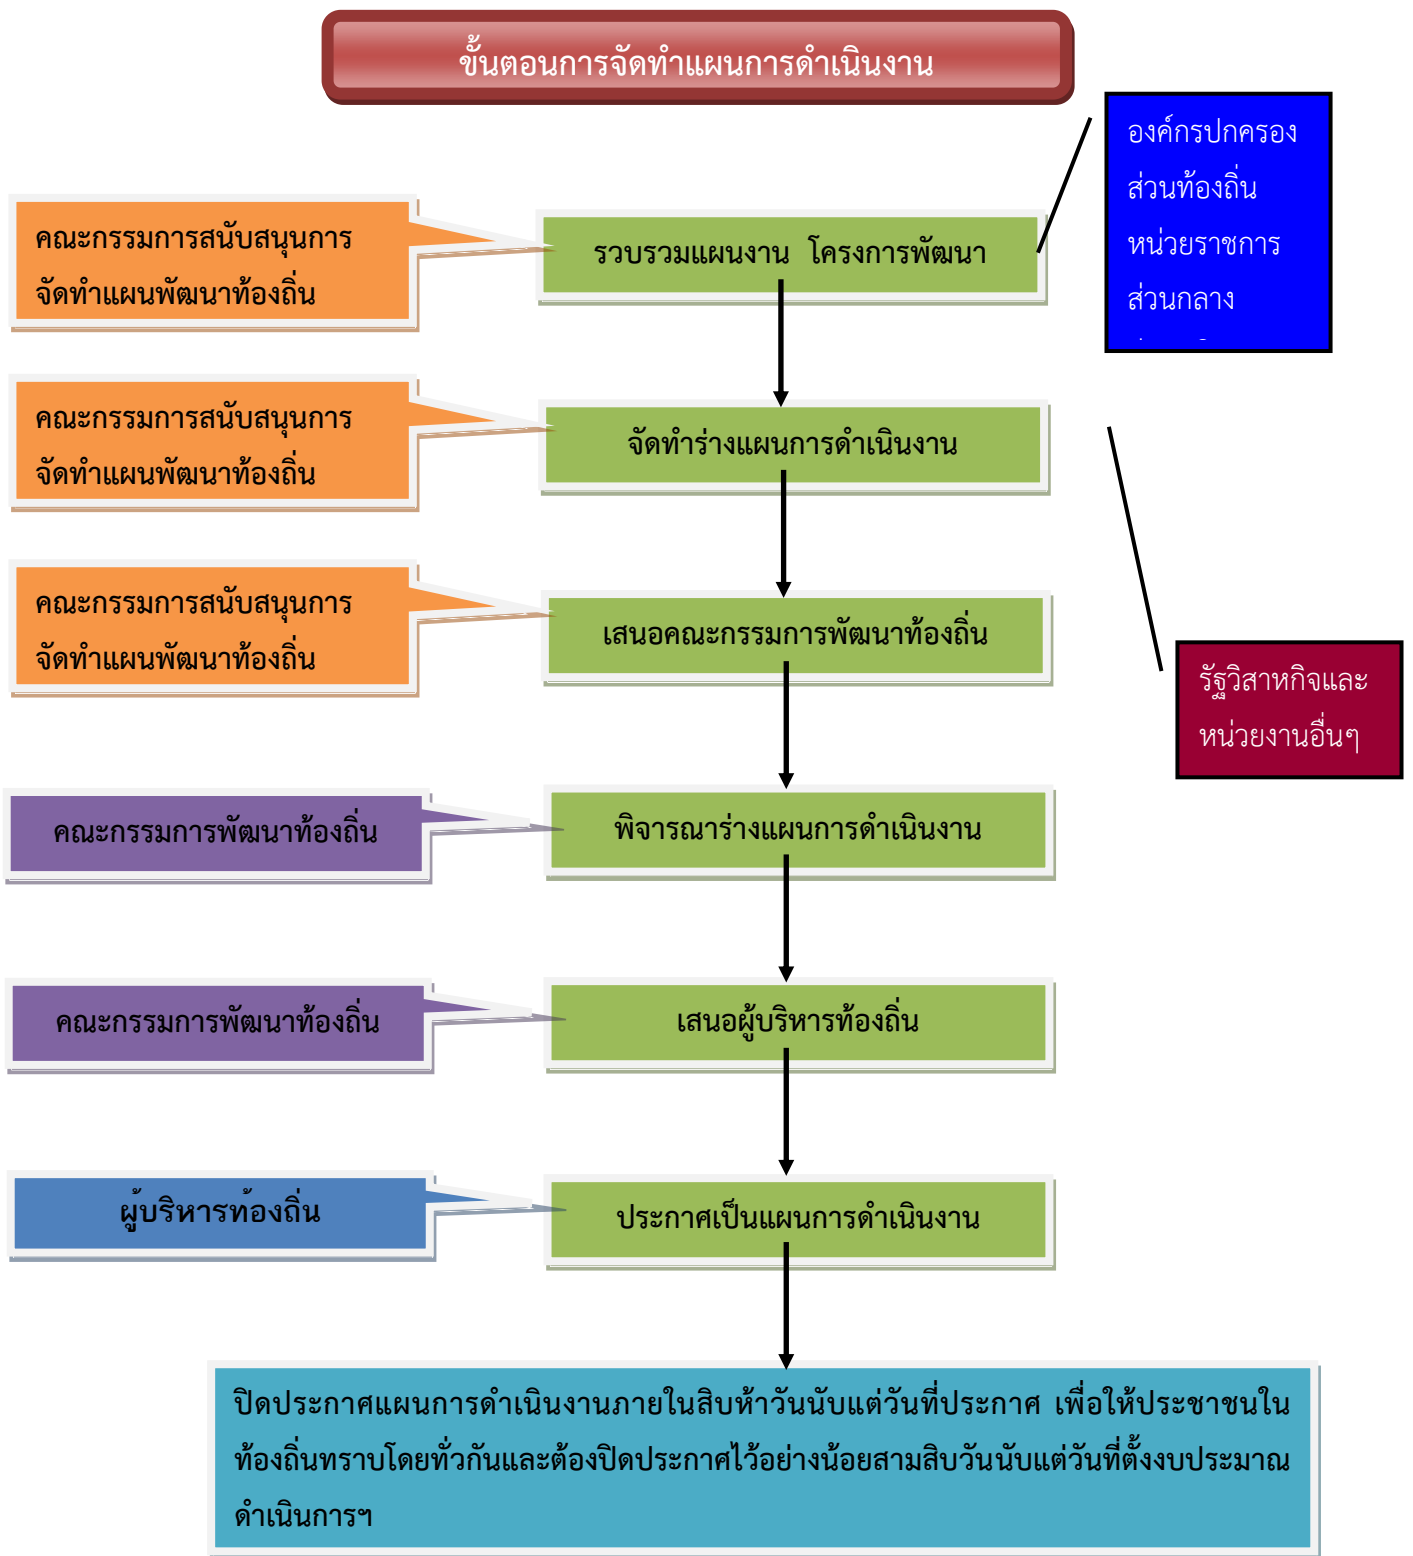 ขั้นตอนการจัดทำแผนการดำเนินงาน
องค์กรปกครอง
ส่วนท้องถิ่น
หน่วยราชการ
ส่วนกลาง
คณะกรรมการสนับสนุนการ
จัดทำแผนพัฒนาท้องถิ่น
รวบรวมแผนงาน โครงการพัฒนา
คณะกรรมการสนับสนุนการ
จัดทำแผนพัฒนาท้องถิ่น
จัดทำร่างแผนการดำเนินงาน
คณะกรรมการสนับสนุนการ
จัดทำแผนพัฒนาท้องถิ่น
เสนอคณะกรรมการพัฒนาท้องถิ่น
รัฐวิสาหกิจและ
หน่วยงานอื่นๆ
คณะกรรมการพัฒนาท้องถิ่น
พิจารณาร่างแผนการดำเนินงาน
คณะกรรมการพัฒนาท้องถิ่น
เสนอผู้บริหารท้องถิ่น
ผู้บริหารท้องถิ่น
ประกาศเป็นแผนการดำเนินงาน
ปิดประกาศแผนการดำเนินงานภายในสิบห้าวันนับแต่วันที่ประกาศ เพื่อให้ประชาชนใน
ท้องถิ่นทราบโดยทั่วกันและต้องปิดประกาศไว้อย่างน้อยสามสิบวันนับแต่วันที่ตั้งงบประมาณ
ดำเนินการฯ